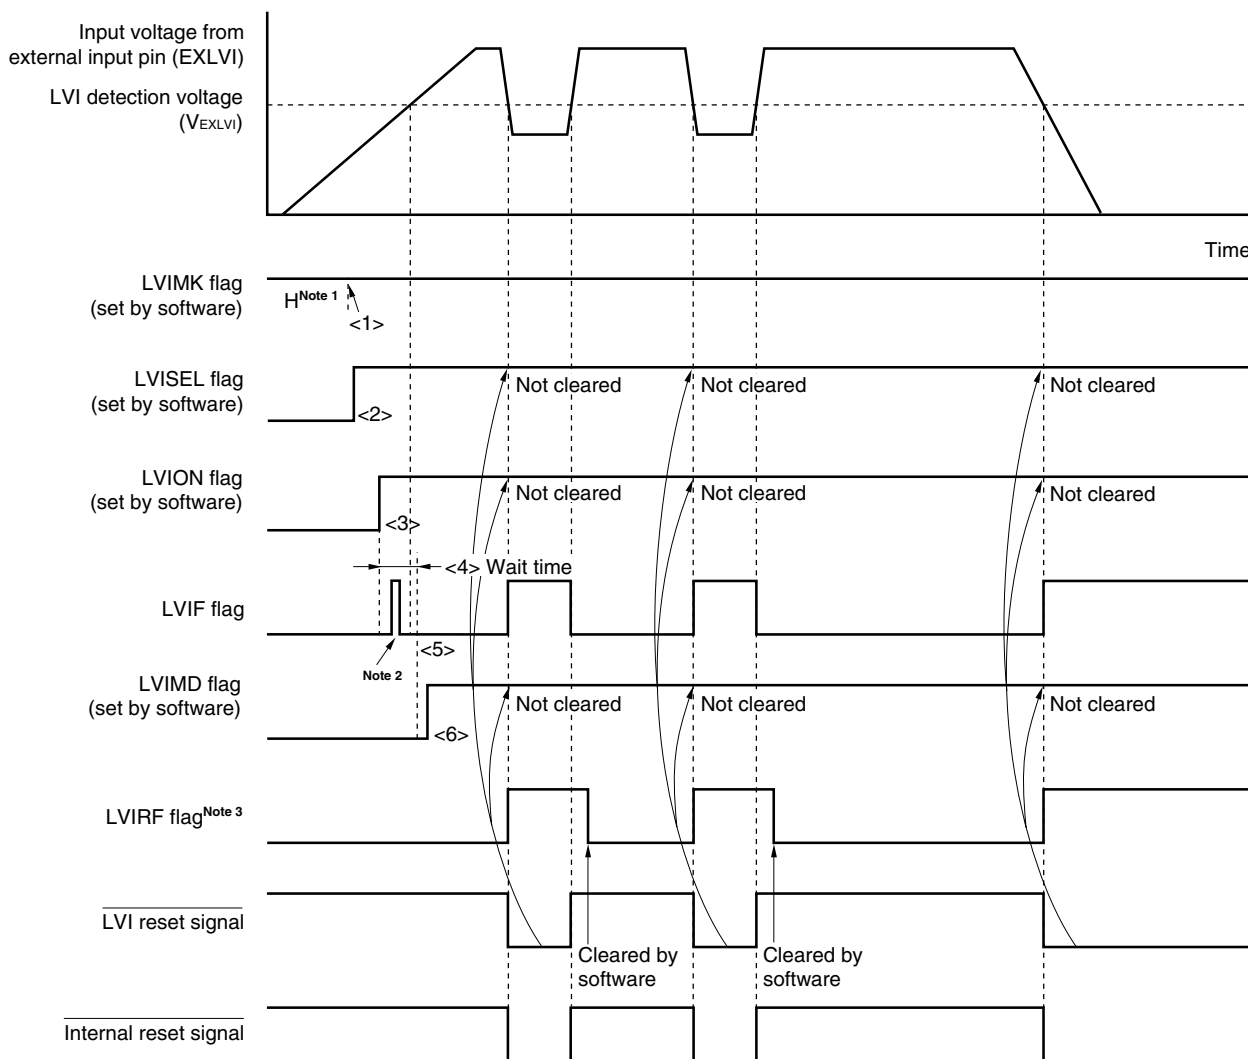 Input voltage from
external input pin (EXLVI)
LVI detection voltage
(VEXLVI)
Time
LVIMK flag
(set by software)
HNote 1
<1>
LVISEL flag
(set by software)
<2>
Not cleared
Not cleared
Not cleared
LVION flag
(set by software)
<3>
Not cleared
Not cleared
Not cleared
<4> Wait time
LVIF flag
Note 2
<5>
LVIMD flag
(set by software)
<6>
Not cleared
Not cleared
Not cleared
LVIRF flagNote 3
LVI reset signal
Cleared by
software
Cleared by
software
Internal reset signal